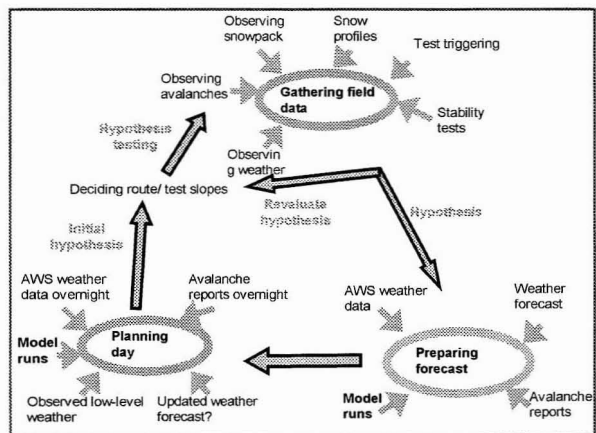 Observing
snowpack
Snow
profiles
Test triggering
Observing
avalanches
Gathering field
data
Stability
tests
Hypothesis
testing
Observin
g weather
Deciding route/ test slopes
Revaluate
hypothesis
Hypothesis
Initial
hypothesis
AWS weather
data overnight
Avalanche
reports overnight
AWS weather
data
Weather
forecast
Model
runs
Planning
day
Preparing
forecast
Observed low-level
weather
Updated weather
forecast?
Model
runs
Avalanche
reports